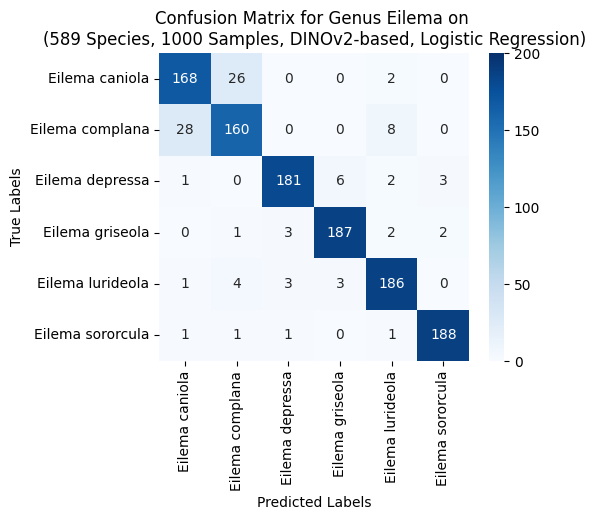 Confusion Matrix for Genus Eilema on
(589 Species, 1000 Samples, DINOv2-based, Logistic Regression)
True Labels
Eilema caniola 168 26 0 0 2 0
Eilema complana 28 160 0 0 8 0
Eilema depressa 1 0 181 6 2 3
Eilema griseola 0 1 3 187 2 2
Eilema lurideola 1 4 3 3 186 0
Eilema sororcula 1 1 1 0 1 188
200
150
100
50
0
Eilema caniola
Eilema complana
Eilema depressa
Eilema griseola
Eilema lurideola
Eilema sororcula
Predicted Labels